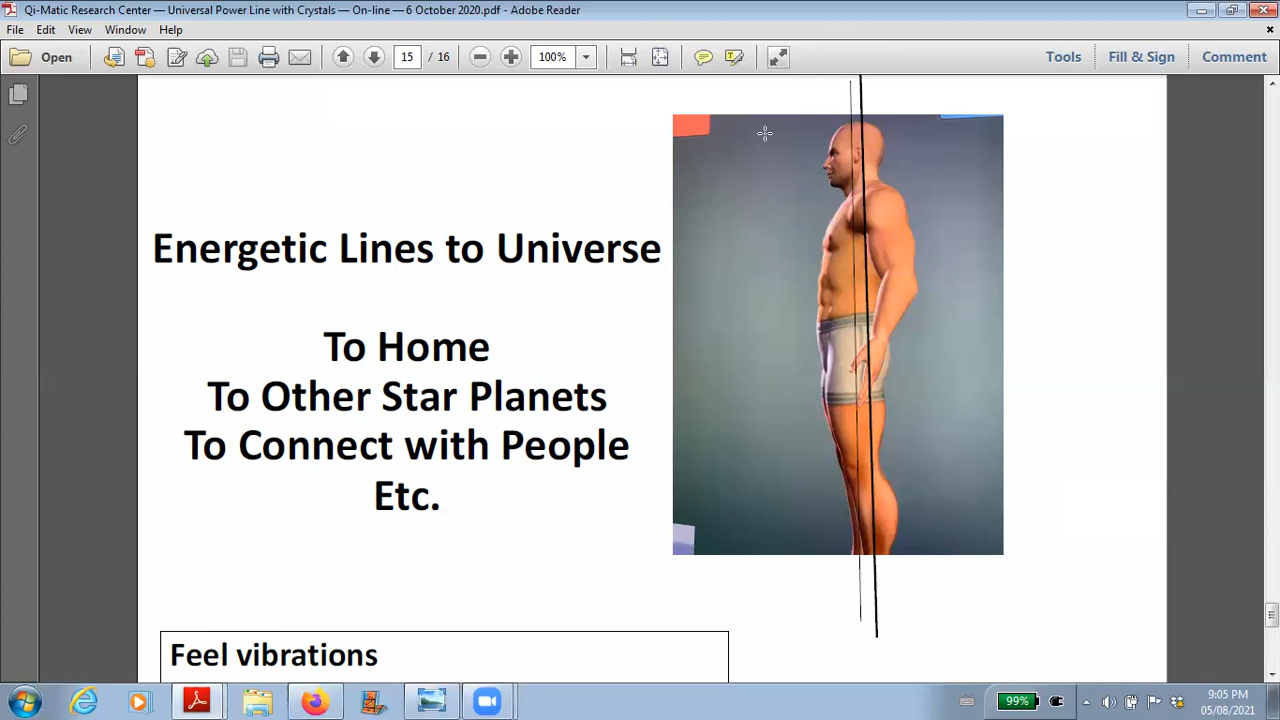 Qi-Matic Research Center — Universal Power Line with Crystals — On-line — 6 October 2020.pdf - Adobe Reader
File Edit View Window Help
Open 15 / 16 100% Tools Fill & Sign Comment
Energetic Lines to Universe
To Home
To Other Star Planets
To Connect with People
Etc.
Feel vibrations
99%
9:05 PM
05/08/2021